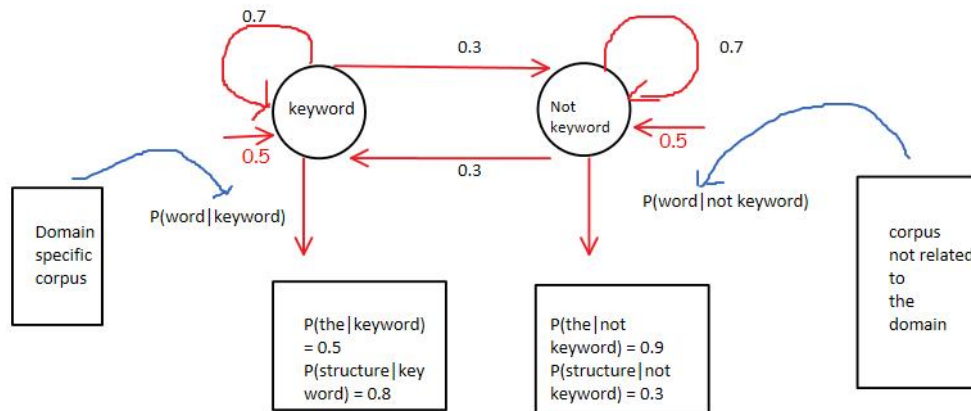 0.7
0.3
0.7
keyword
Not
keyword
0.5
0.5
0.3
P(word|keyword)
P(word|not keyword)
Domain
specific
corpus
corpus
not related
to
the
domain
P(the|keyword)
= 0.5
P(structure|key
word) = 0.8
P(the|not
keyword) = 0.9
P(structure|not
keyword) = 0.3